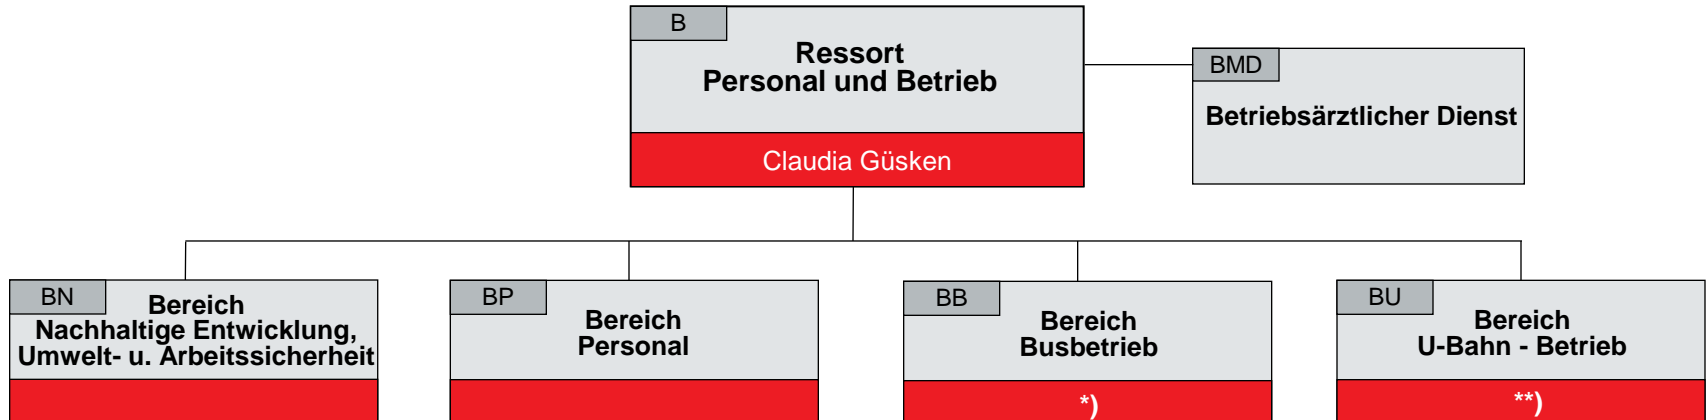 B
Ressort
Personal und Betrieb
Claudia Güsken
BMD
Betriebsärztlicher Dienst
BN
Bereich
Nachhaltige Entwicklung,
Umwelt- u. Arbeitssicherheit
BP
Bereich
Personal
BB
Bereich
Busbetrieb
*)
BU
Bereich
U-Bahn - Betrieb
**)